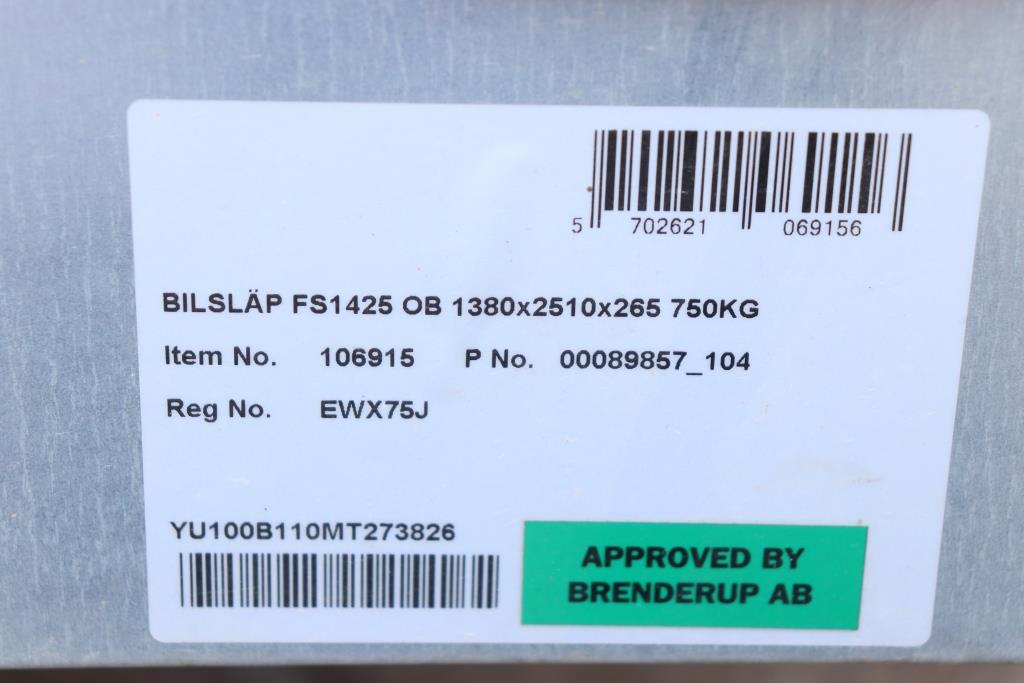 5 702621 069156
BILSLÄP FS1425 OB 1380x2510x265 750KG
Item No. 106915 P No. 00089857_104
Reg No. EWX75J
YU100B110MT273826
APPROVED BY
BRENDERUP AB